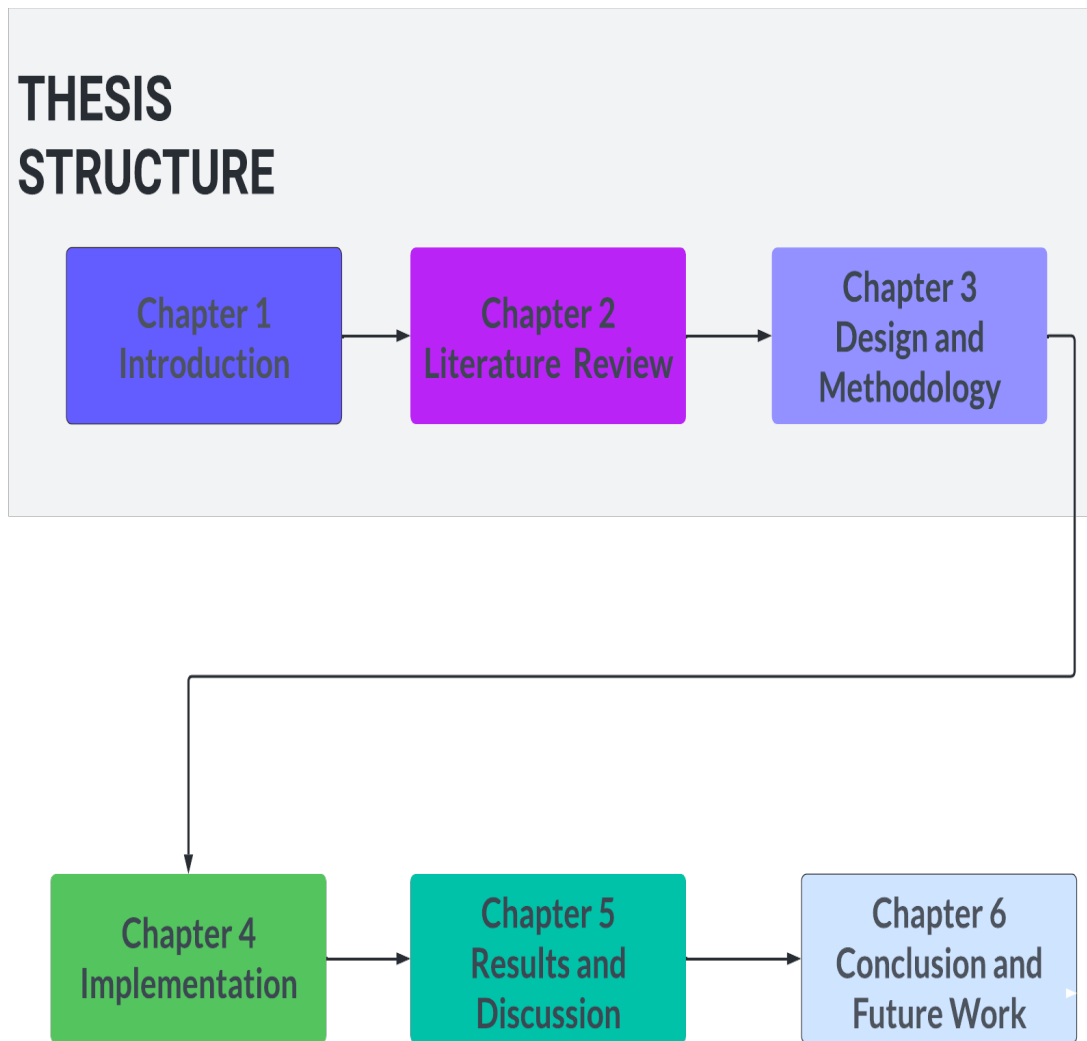 THESIS
STRUCTURE
Chapter 1
Introduction
Chapter 2
Literature Review
Chapter 3
Design and
Methodology
Chapter 4
Implementation
Chapter 5
Results and
Discussion
Chapter 6
Conclusion and
Future Work